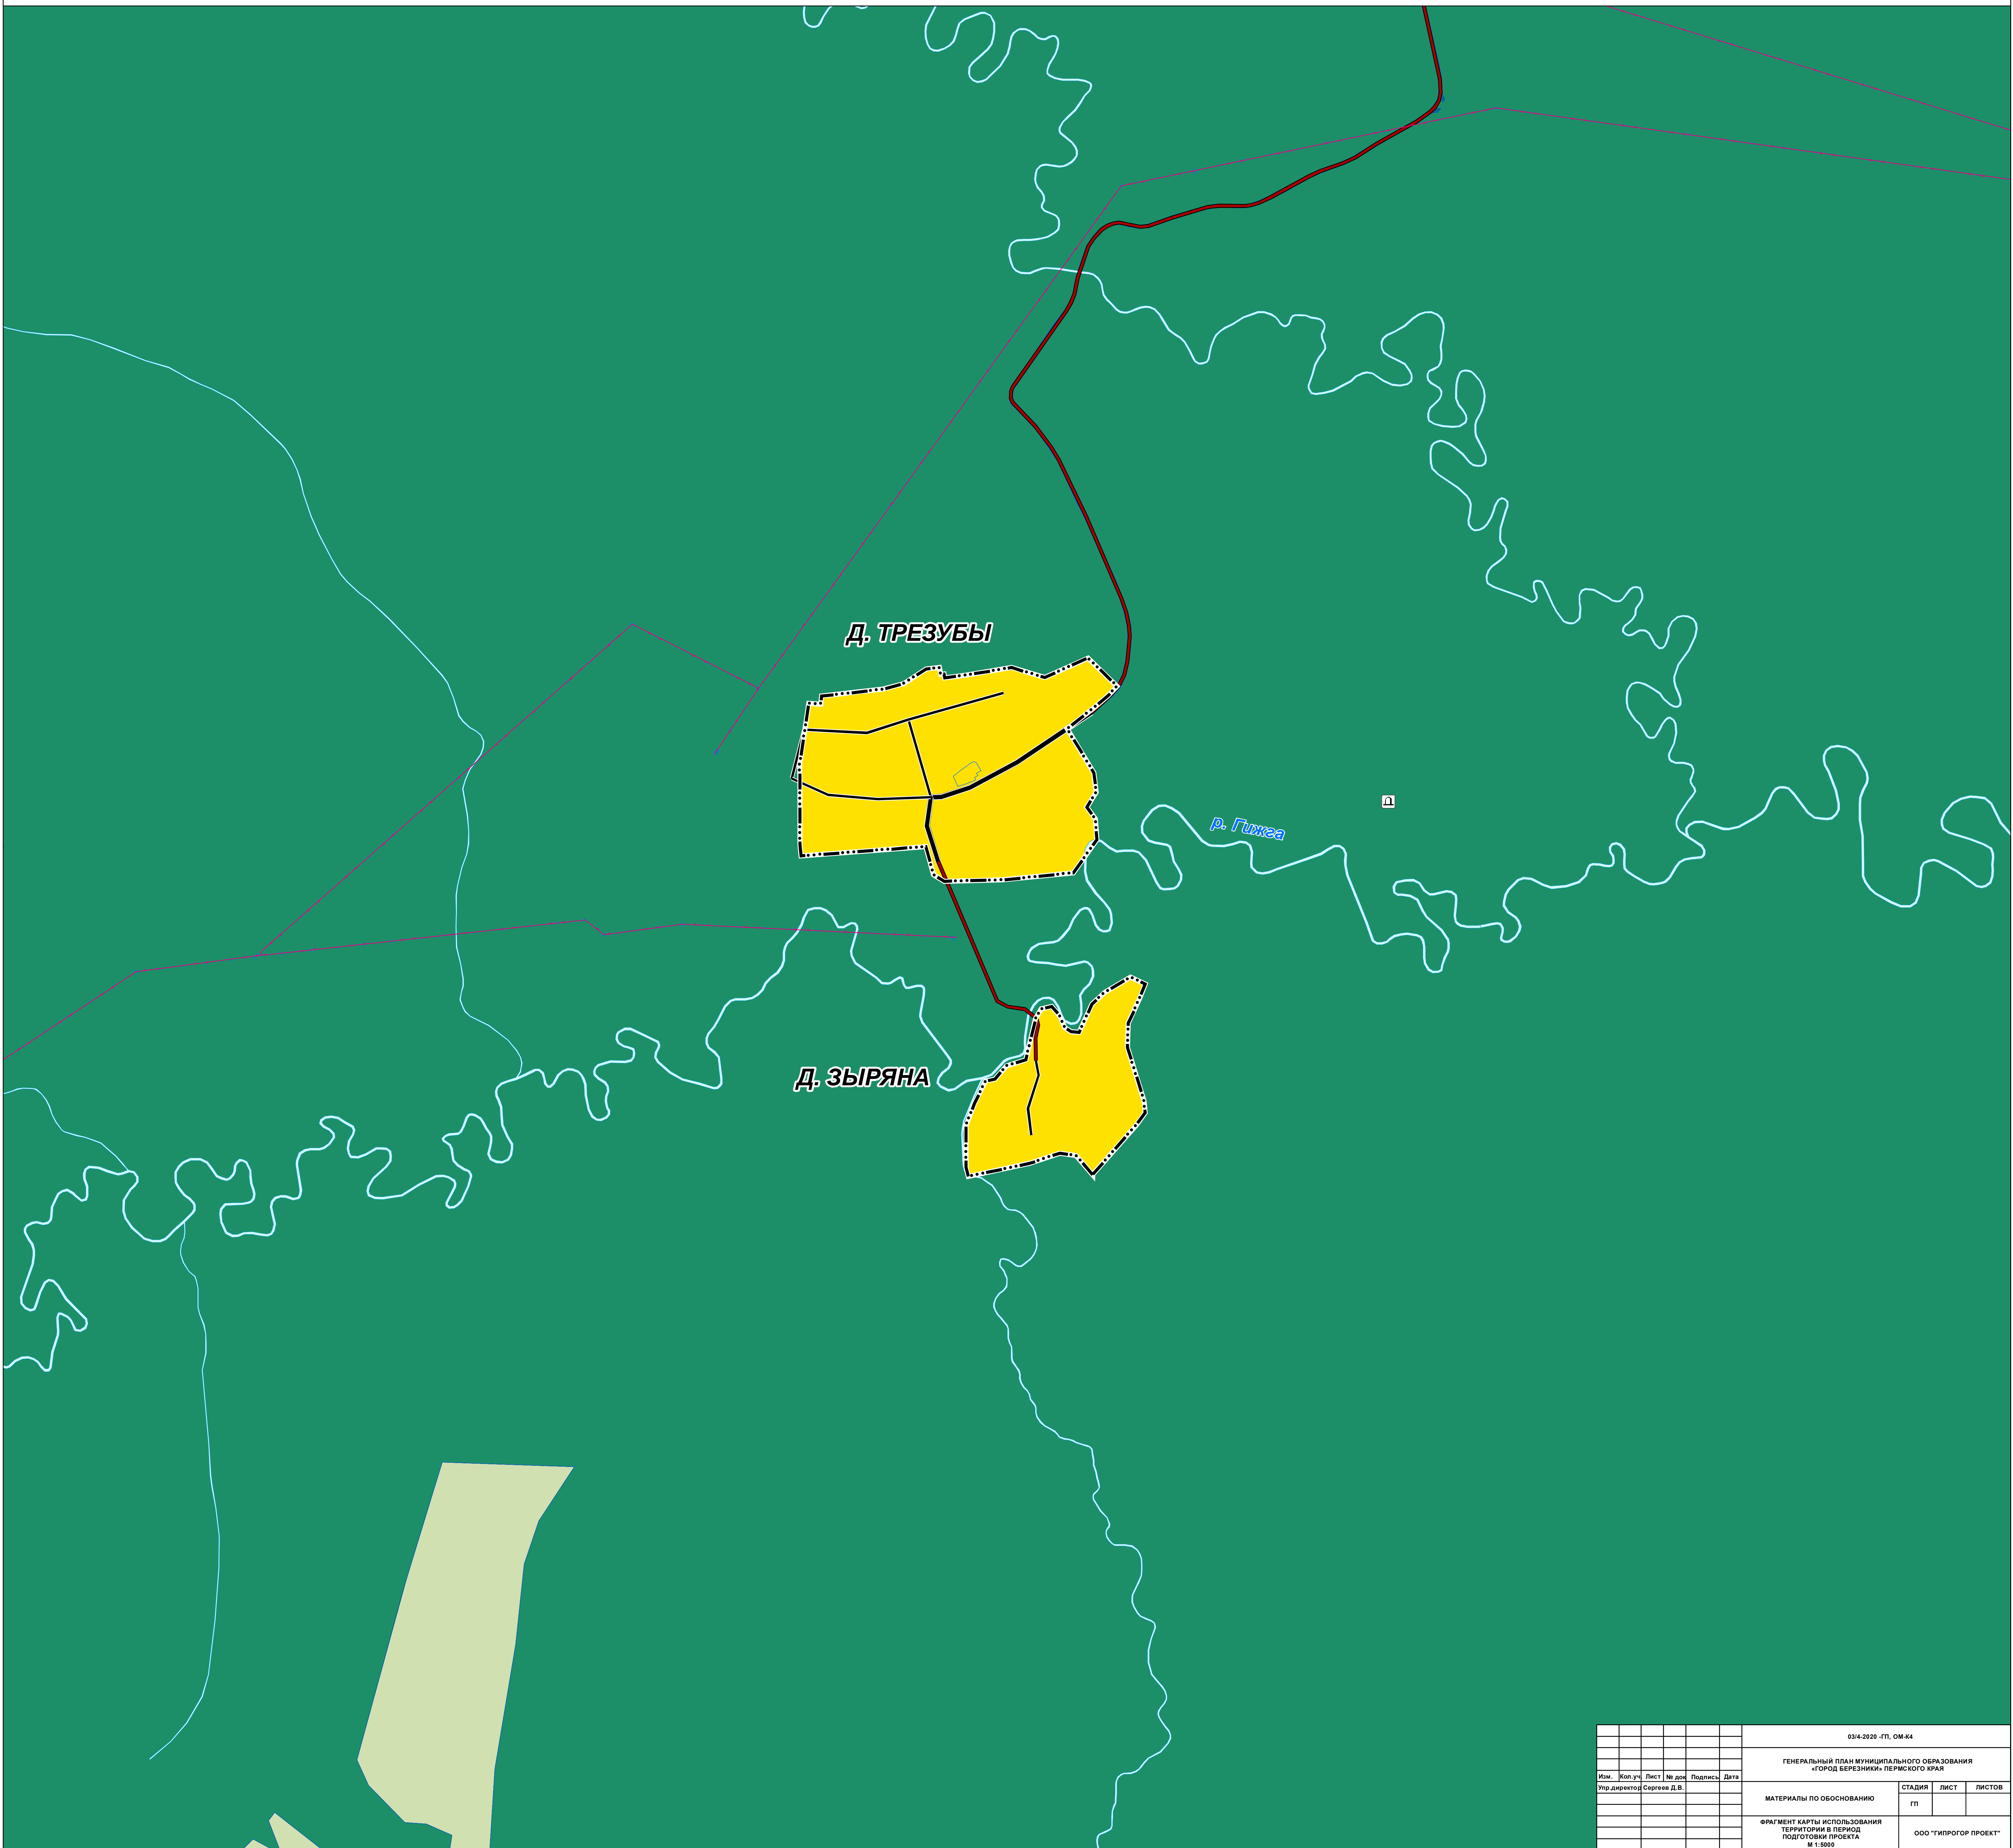 Д. ТРЕЗУБЫ
р. Гижга
Д. ЗЫРЯНА
03/4-2020 -ГП, ОМ-К4
ГЕНЕРАЛЬНЫЙ ПЛАН МУНИЦИПАЛЬНОГО ОБРАЗОВАНИЯ
«ГОРОД БЕРЕЗНИКИ» ПЕРМСКОГО КРАЯ
Изм. Кол.уч Лист № док Подпись Дата
Упр.директор Сергеев Д.В.
МАТЕРИАЛЫ ПО ОБОСНОВАНИЮ
СТАДИЯ ЛИСТ ЛИСТОВ
ГП
ФРАГМЕНТ КАРТЫ ИСПОЛЬЗОВАНИЯ
ТЕРРИТОРИИ В ПЕРИОД
ПОДГОТОВКИ ПРОЕКТА
М 1:5000
ООО "ГИПРОГОР ПРОЕКТ"